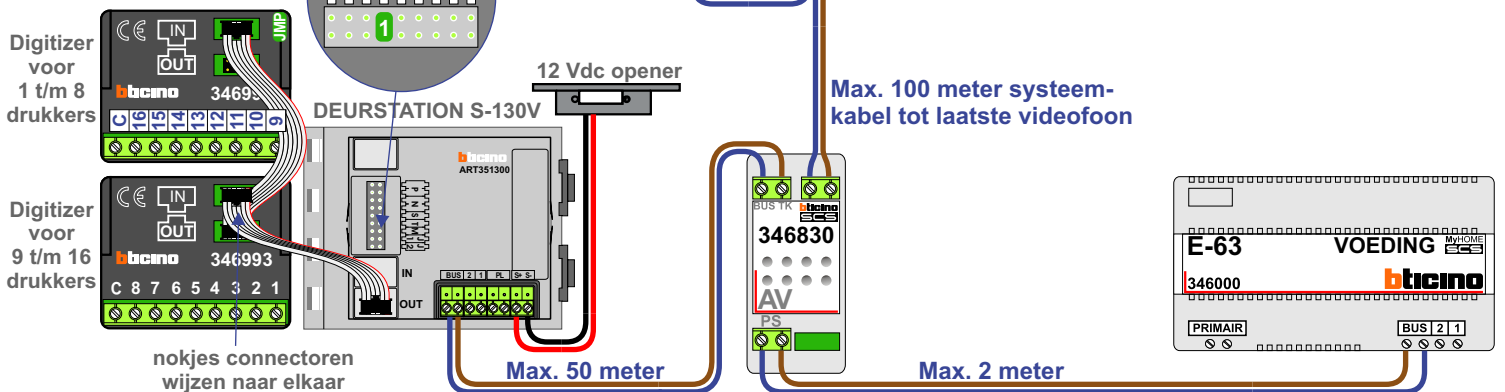 Digitizer
voor
1 t/m 8
drukkers
CE
IN
OUT
JMP
bticino
C 16 15 14 13 12 11 10 9
1
DEURSTATION S-130V
12 Vdc opener
bticino
ART351300
P N S T M J1 J2
IN
OUT
BUS 2 1 PL S+ S-
Digitizer
voor
9 t/m 16
drukkers
CE
IN
OUT
bticino
346993
C 8 7 6 5 4 3 2 1
nokjes connectoren
wijzen naar elkaar
Max. 50 meter
Max. 100 meter systeem-
kabel tot laatste videofoon
BUS TK
bticino
SCS
346830
AV
PS
Max. 2 meter
E-63
VOEDING
MyHOME
SCS
346000
bticino
PRIMAIR
BUS 2 1